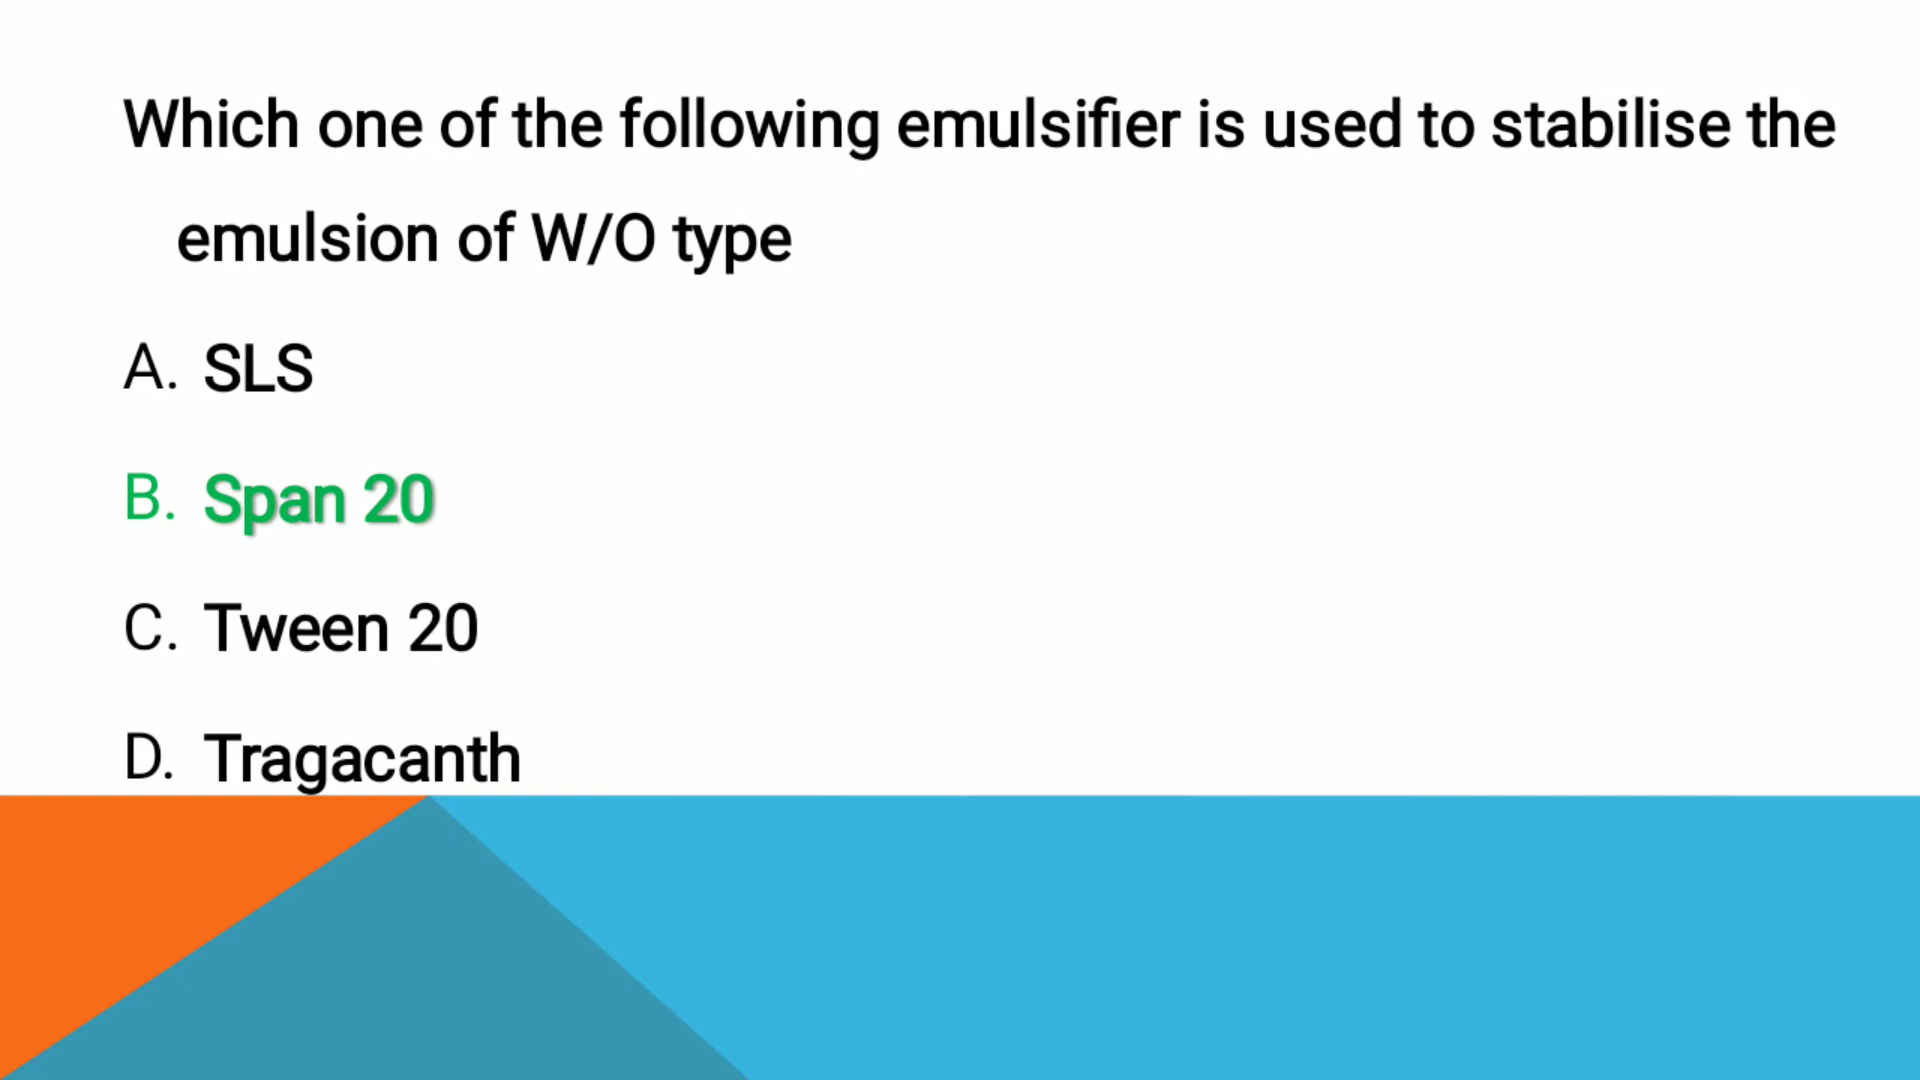 Which one of the following emulsifier is used to stabilise the
emulsion of W/O type
A. SLS
B. Span 20
C. Tween 20
D. Tragacanth